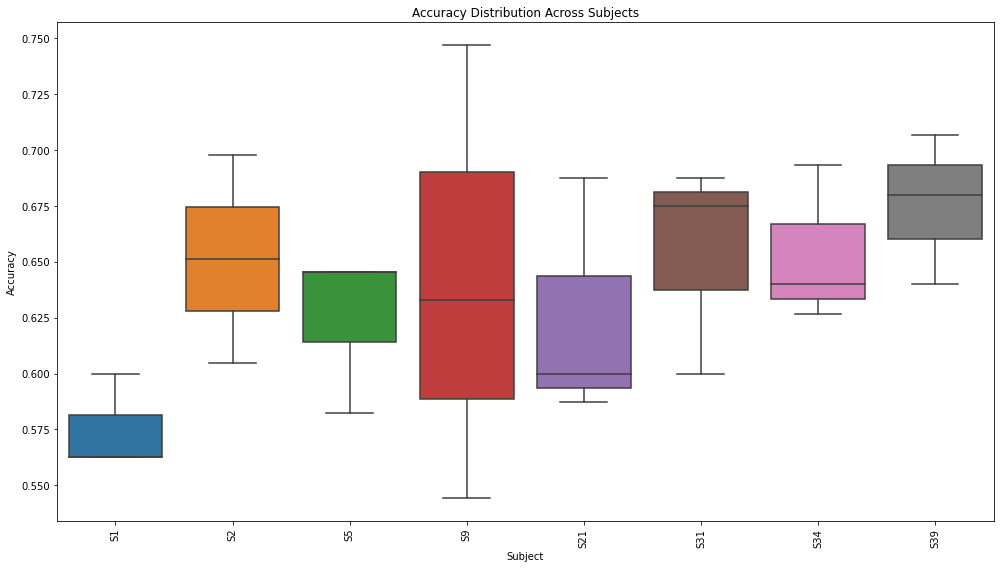 Accuracy Distribution Across Subjects
0.750
0.725
0.700
0.675
0.650
0.625
0.600
0.575
0.550
Accuracy
S1 S2 S5 S9 S21 S31 S34 S39
Subject